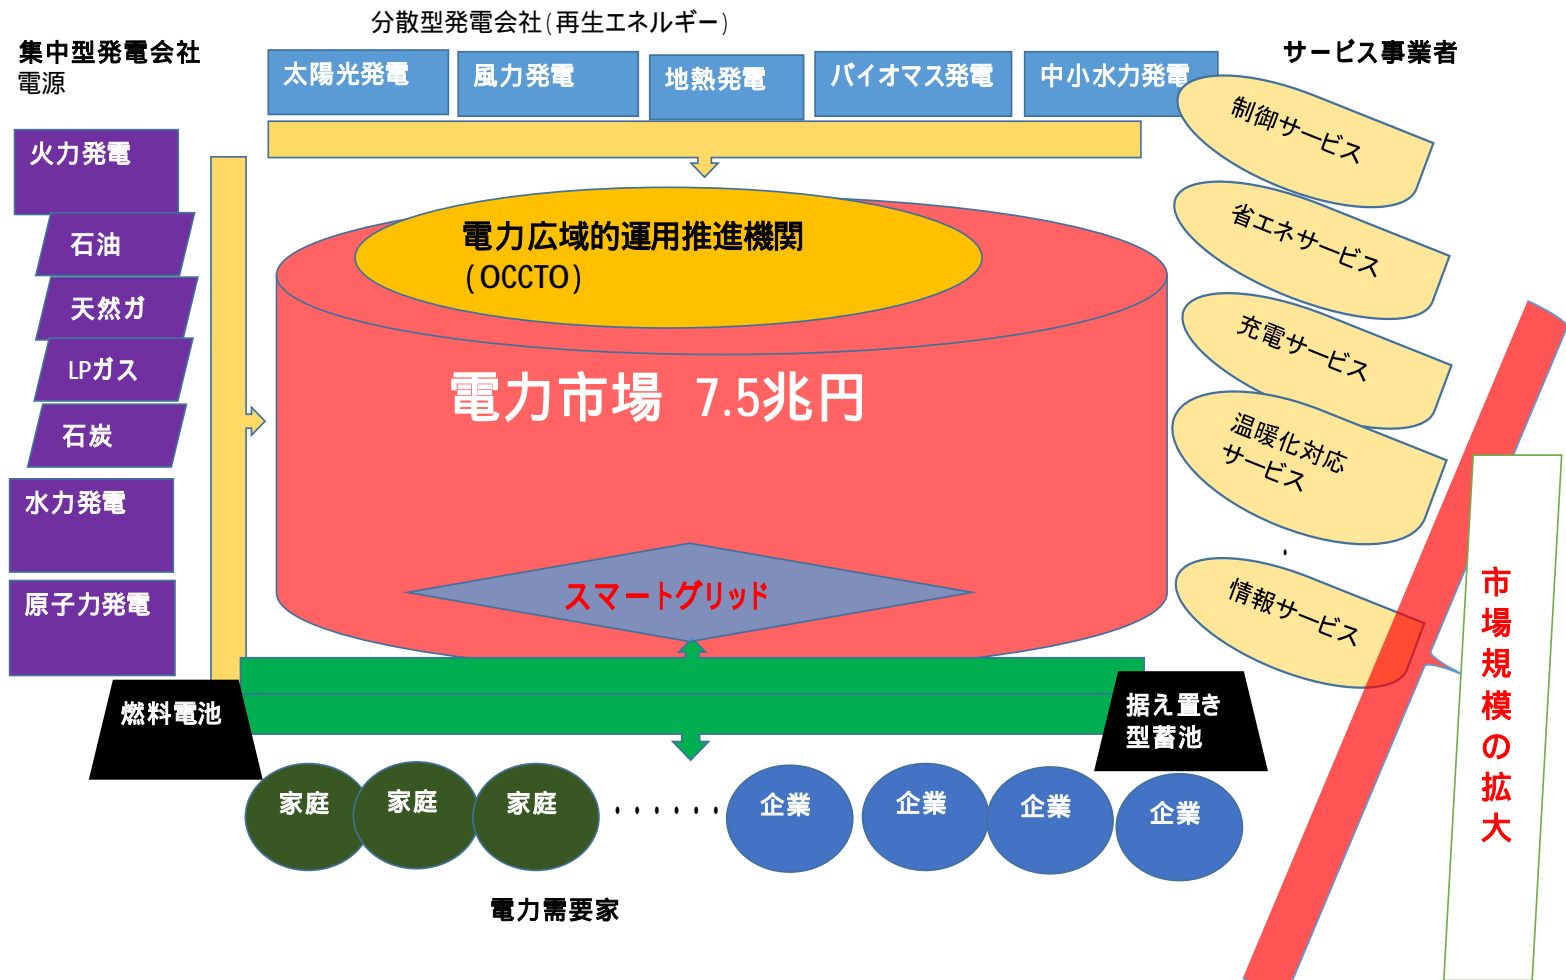 分散型発電会社(再生エネルギー)
集中型発電会社
電源
サービス事業者
太陽光発電
風力発電
地熱発電
バイオマス発電
中小水力発電
火力発電
石油
天然ガ
LPガス
石炭
水力発電
原子力発電
電力広域的運用推進機関
(OCCTO)
電力市場 7.5兆円
スマートグリッド
制御サービス
省エネサービス
充電サービス
温暖化対応
サービス
・
情報サービス
市場規模の拡大
燃料電池
据え置き
型蓄池
家庭
家庭
家庭
・・・・・・
企業
企業
企業
企業
電力需要家